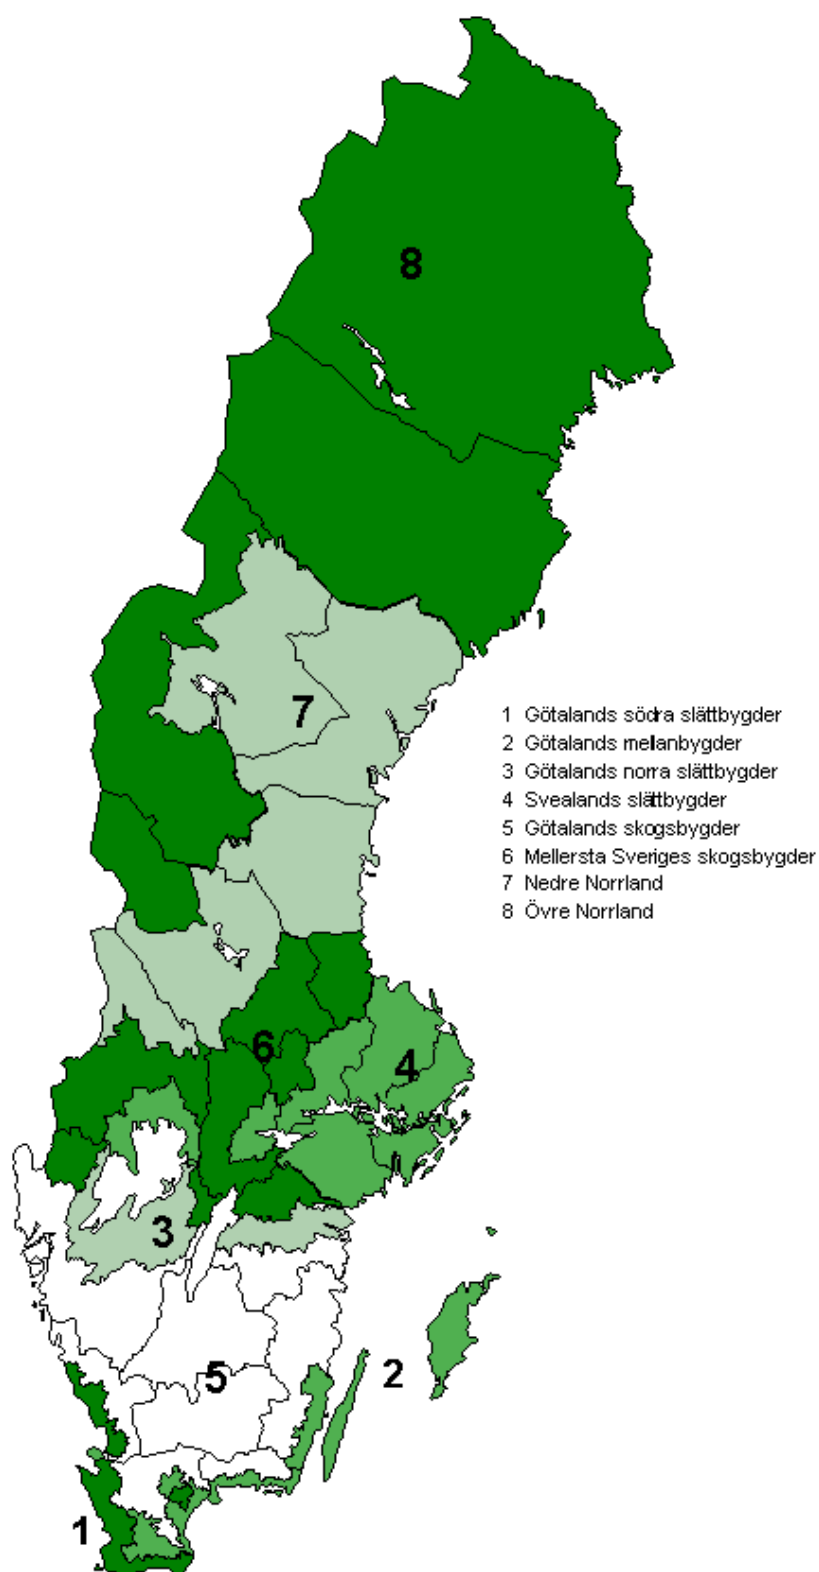 8
7
1 Götalands södra slättbygder
2 Götalands mellanbygder
3 Götalands norra slättbygder
4 Svealands slättbygder
5 Götalands skogsbygder
6 Mellersta Sveriges skogsbygder
7 Nedre Norrland
8 Övre Norrland
6
4
3
2
5
1